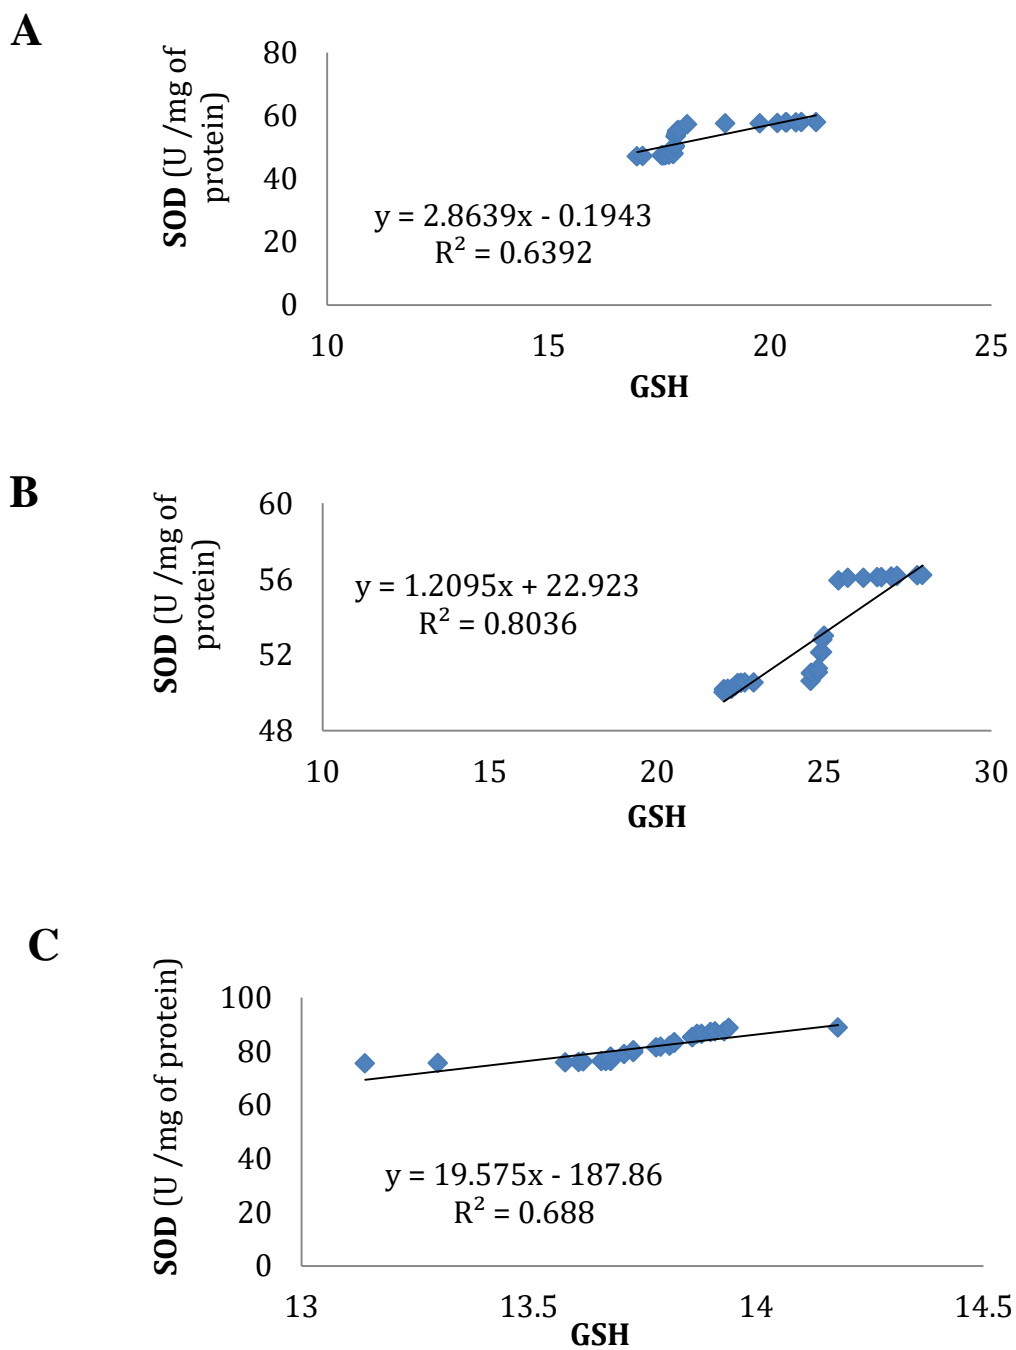 A
SOD (U /mg of
protein)
80
60
40
20
0
y = 2.8639x - 0.1943
R² = 0.6392
10 15 20 25
GSH
B
SOD (U /mg of
protein)
60
56
52
48
y = 1.2095x + 22.923
R² = 0.8036
10 15 20 25 30
GSH
C
SOD (U /mg of protein)
100
80
60
40
20
0
y = 19.575x - 187.86
R² = 0.688
13 13.5 14 14.5
GSH